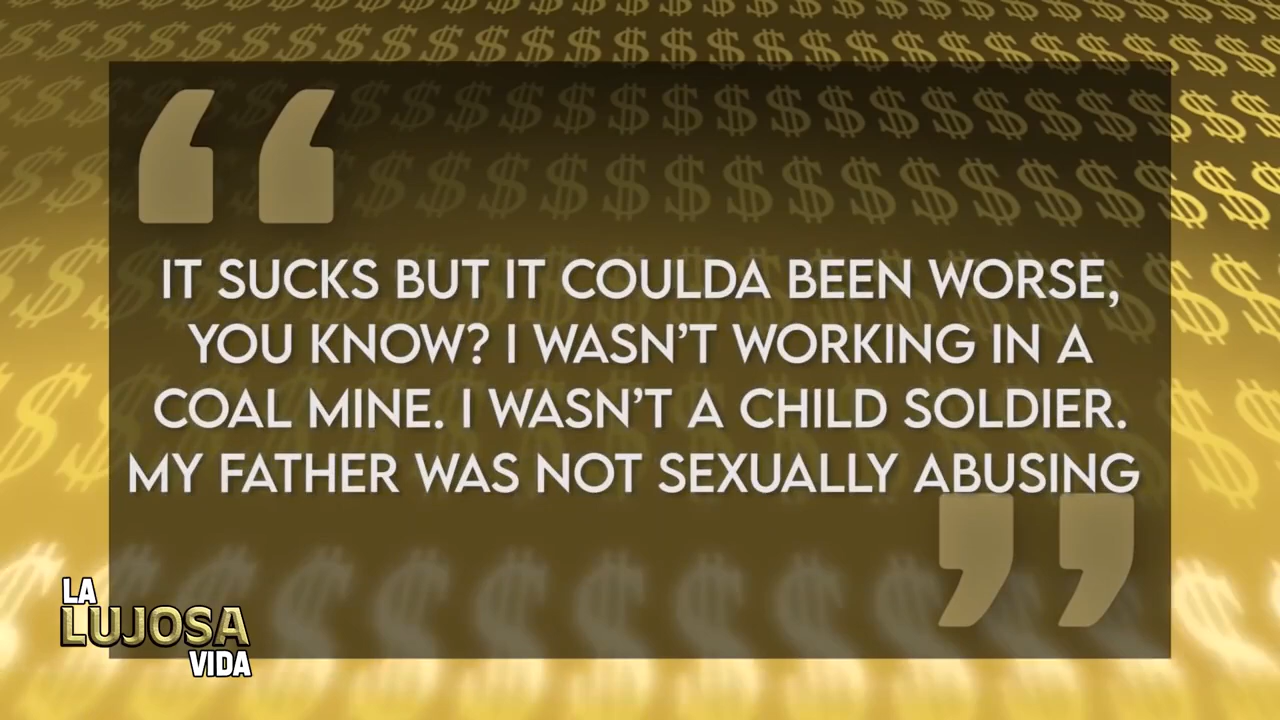 IT SUCKS BUT IT COULDA BEEN WORSE,
YOU KNOW? I WASN'T WORKING IN A
COAL MINE. I WASN'T A CHILD SOLDIER.
MY FATHER WAS NOT SEXUALLY ABUSING
LA
LUJOSA
VIDA